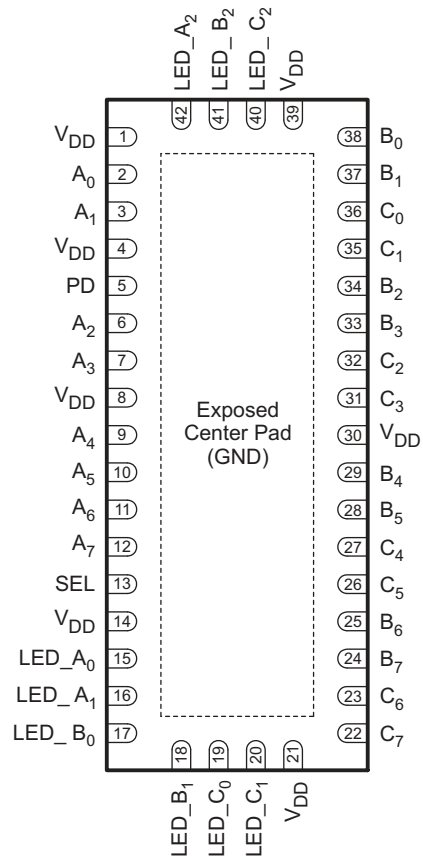 LED_A2
LED_B2
LED_C2
VDD
42
41
40
39
VDD 1
A0 2
A1 3
VDD 4
PD 5
A2 6
A3 7
VDD 8
A4 9
A5 10
A6 11
A7 12
SEL 13
VDD 14
LED_A0 15
LED_A1 16
LED_B0 17
Exposed
Center Pad
(GND)
38 B0
37 B1
36 C0
35 C1
34 B2
33 B3
32 C2
31 C3
30 VDD
29 B4
28 B5
27 C4
26 C5
25 B6
24 B7
23 C6
22 C7
18
19
20
21
LED_B1
LED_C0
LED_C1
VDD